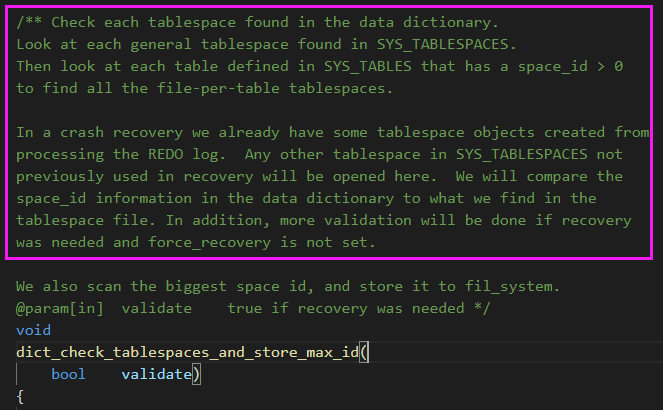 /** Check each tablespace found in the data dictionary.
Look at each general tablespace found in SYS_TABLESPACES.
Then look at each table defined in SYS_TABLES that has a space_id > 0
to find all the file-per-table tablespaces.

In a crash recovery we already have some tablespace objects created from
processing the REDO log.  Any other tablespace in SYS_TABLESPACES not
previously used in recovery will be opened here.  We will compare the
space_id information in the data dictionary to what we find in the
tablespace file. In addition, more validation will be done if recovery
was needed and force_recovery is not set.

We also scan the biggest space id, and store it to fil_system.
@param[in]  validate    true if recovery was needed */
void
dict_check_tablespaces_and_store_max_id(
    bool    validate)
{